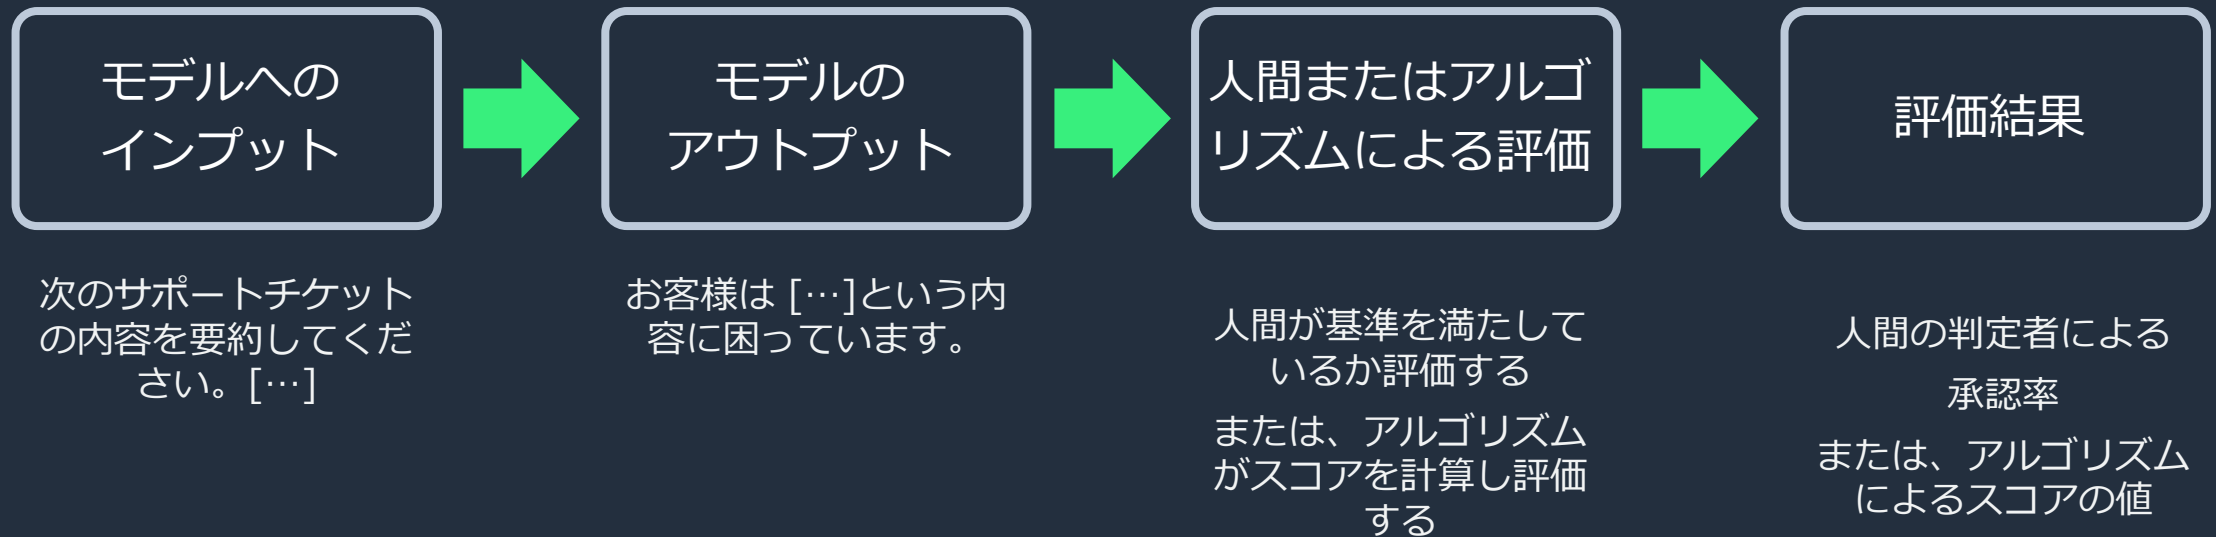 モデルへの
インプット
モデルの
アウトプット
人間またはアルゴ
リズムによる評価
評価結果
次のサポートチケット
の内容を要約してくだ
さい。[…]
お客様は […]という内
容に困っています。
人間が基準を満たして
いるか評価する
または、アルゴリズム
がスコアを計算し評価
する
人間の判定者による
承認率
または、アルゴリズム
によるスコアの値